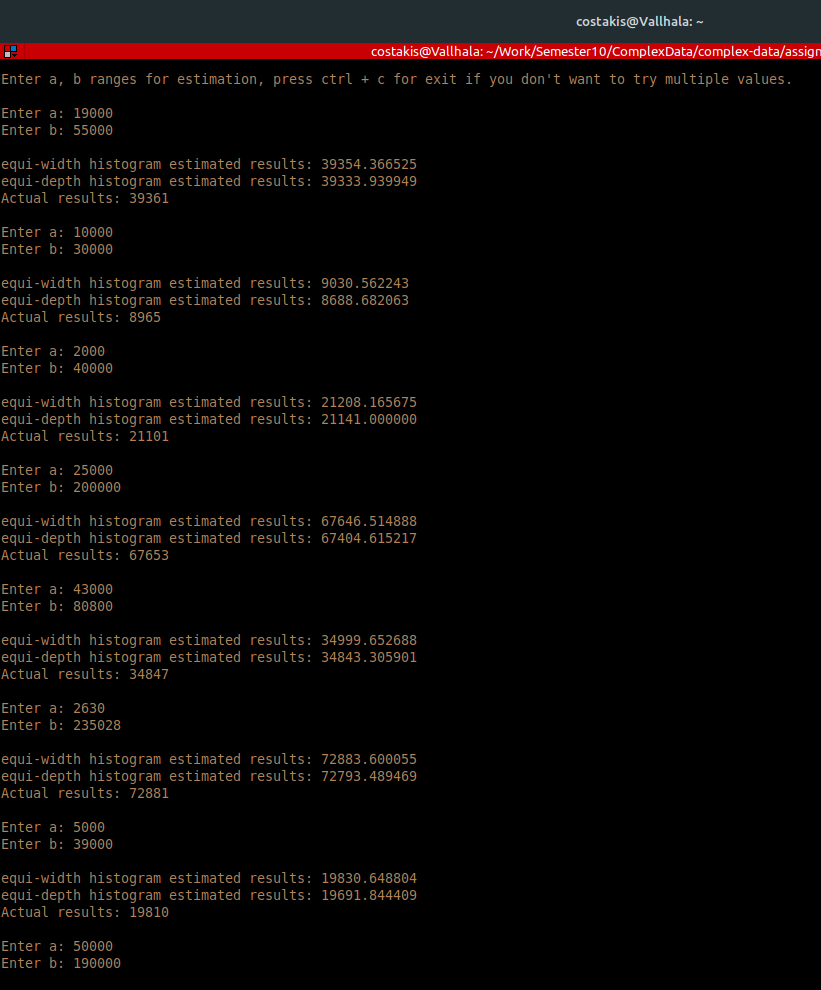 costakis@Vallhala: ~
costakis@Vallhala: ~/Work/Semester10/ComplexData/complex-data/assign
Enter a, b ranges for estimation, press ctrl + c for exit if you don't want to try multiple values.
Enter a: 19000
Enter b: 55000
equi-width histogram estimated results: 39354.366525
equi-depth histogram estimated results: 39333.939949
Actual results: 39361
Enter a: 10000
Enter b: 30000
equi-width histogram estimated results: 9030.562243
equi-depth histogram estimated results: 8688.682063
Actual results: 8965
Enter a: 2000
Enter b: 40000
equi-width histogram estimated results: 21208.165675
equi-depth histogram estimated results: 21141.000000
Actual results: 21101
Enter a: 25000
Enter b: 200000
equi-width histogram estimated results: 67646.514888
equi-depth histogram estimated results: 67404.615217
Actual results: 67653
Enter a: 43000
Enter b: 80800
equi-width histogram estimated results: 34999.652688
equi-depth histogram estimated results: 34843.305901
Actual results: 34847
Enter a: 2630
Enter b: 235028
equi-width histogram estimated results: 72883.600055
equi-depth histogram estimated results: 72793.489469
Actual results: 72881
Enter a: 5000
Enter b: 39000
equi-width histogram estimated results: 19830.648804
equi-depth histogram estimated results: 19691.844409
Actual results: 19810
Enter a: 50000
Enter b: 190000